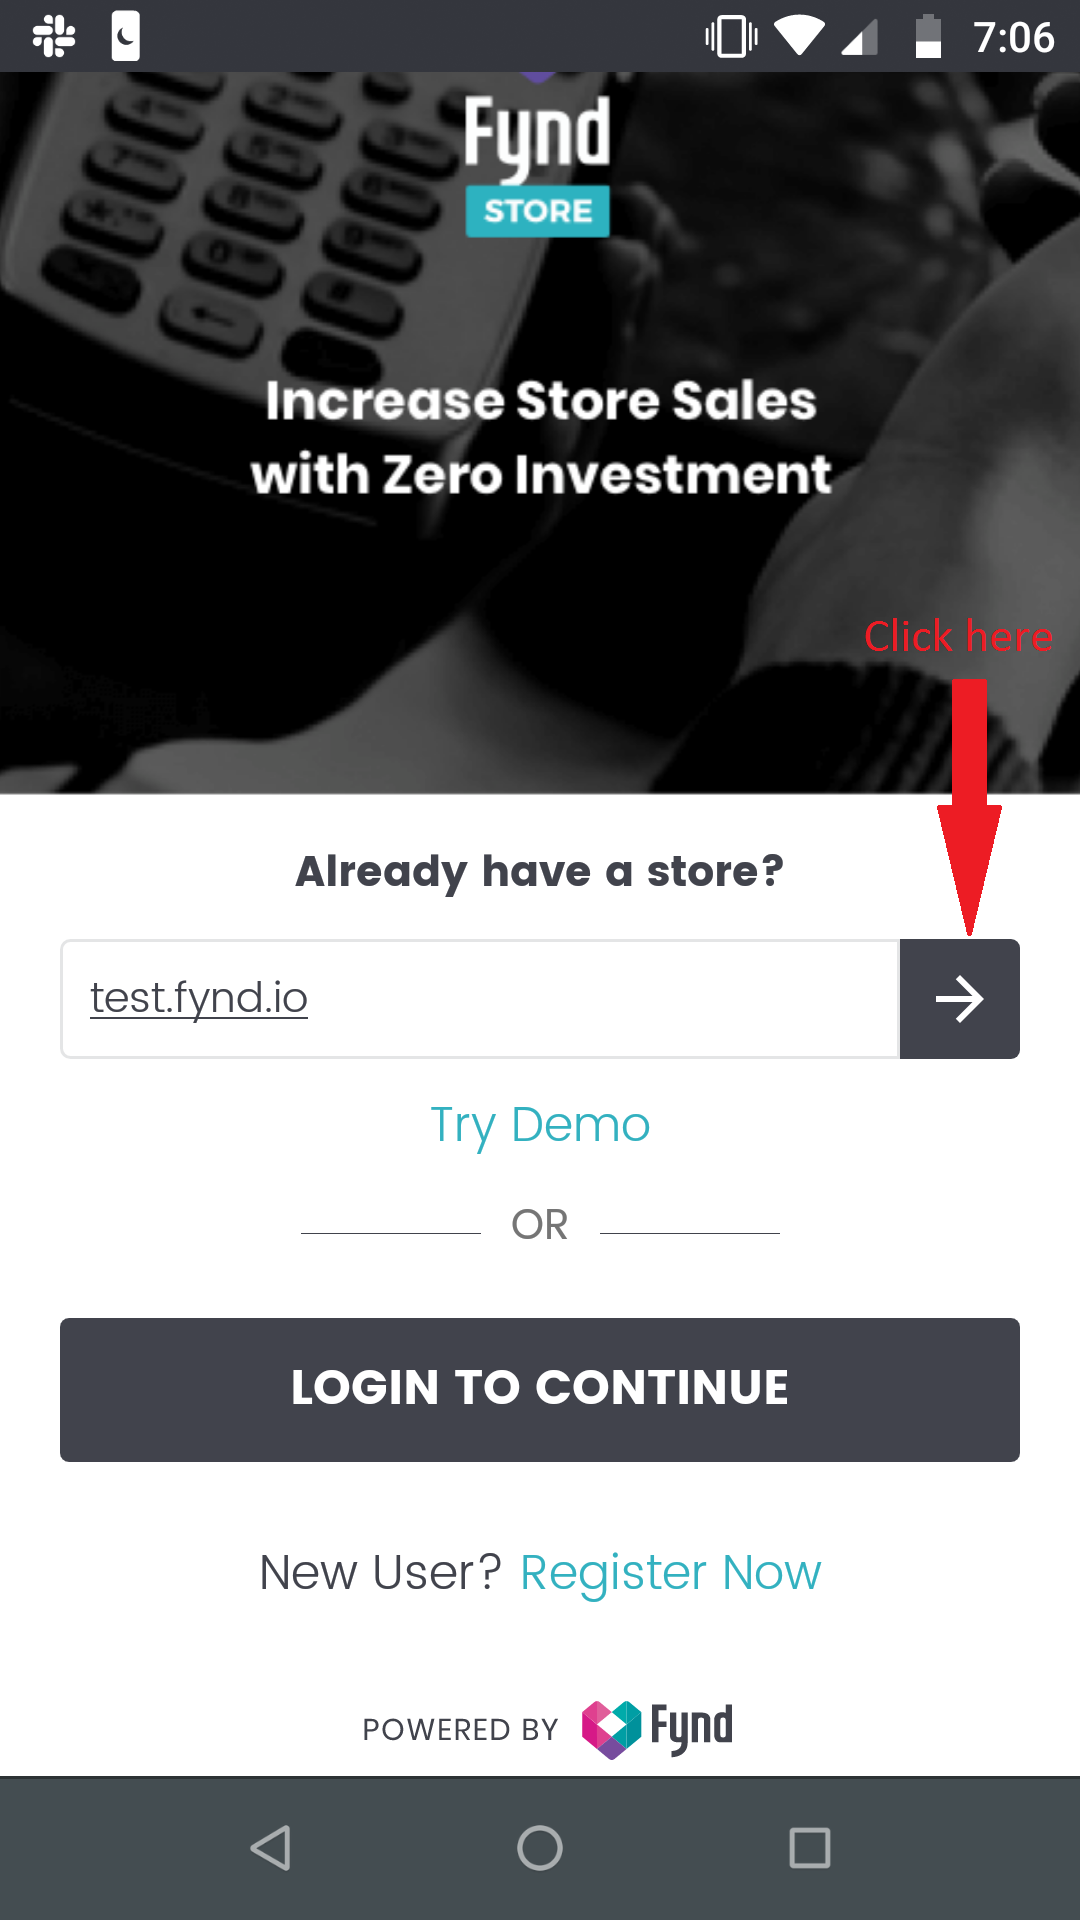 7:06
Fynd
STORE
Increase Store Sales
with Zero Investment
Click here
Already have a store?
test.fynd.io
Try Demo
OR
LOGIN TO CONTINUE
New User? Register Now
POWERED BY Fynd